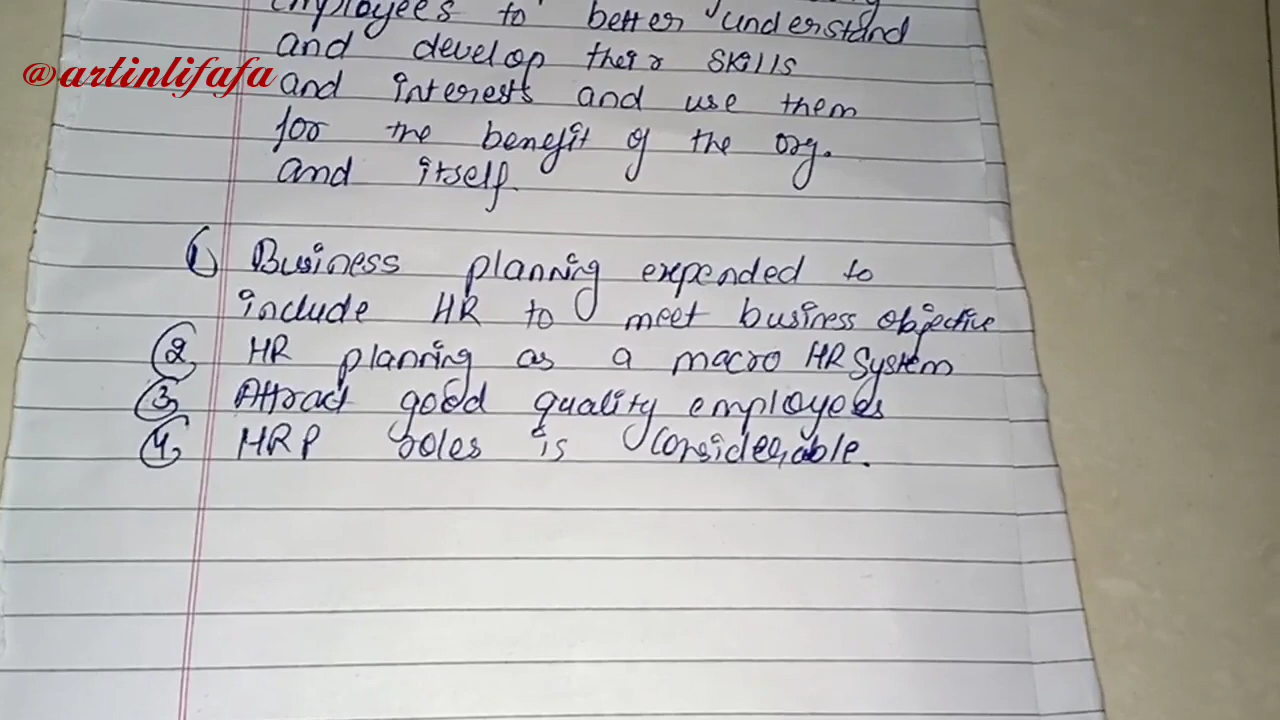 employees to better understand
and develop their skills
@artinlifafa
and interests and use them
for the benefit of the org.
and itself.
1 Business planning expended to
include HR to meet business objective
2 HR planning as a macro HR System
3 Attract good quality employees
4 HRP roles is considerable.